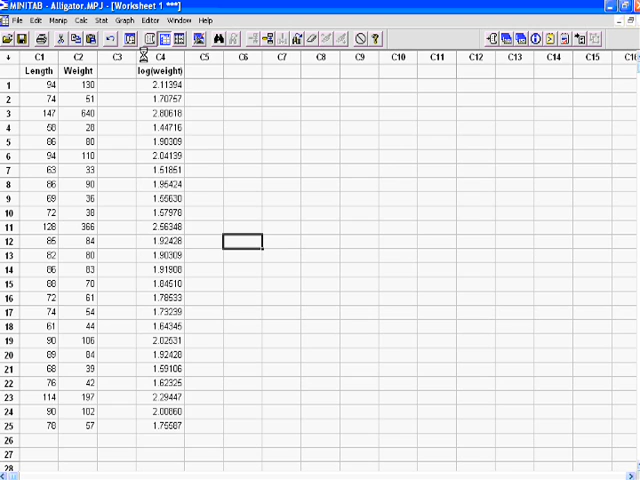 MINITAB - Alligator.MPJ - [Worksheet 1 ***]
File Edit Manip Calc Stat Graph Editor Window Help
↓ C1 C2 C3 C4 C5 C6 C7 C8 C9 C10 C11 C12 C13 C14 C15 C16
Length Weight log(weight)
1 94 130 2.11394
2 74 51 1.70757
3 147 640 2.80618
4 58 28 1.44716
5 86 80 1.90309
6 94 110 2.04139
7 63 33 1.51851
8 86 90 1.95424
9 69 36 1.55630
10 72 38 1.57978
11 128 366 2.56348
12 85 84 1.92428
13 82 80 1.90309
14 86 83 1.91908
15 88 70 1.84510
16 72 61 1.78533
17 74 54 1.73239
18 61 44 1.64345
19 90 106 2.02531
20 89 84 1.92428
21 68 39 1.59106
22 76 42 1.62325
23 114 197 2.29447
24 90 102 2.00860
25 78 57 1.75587
26
27
28